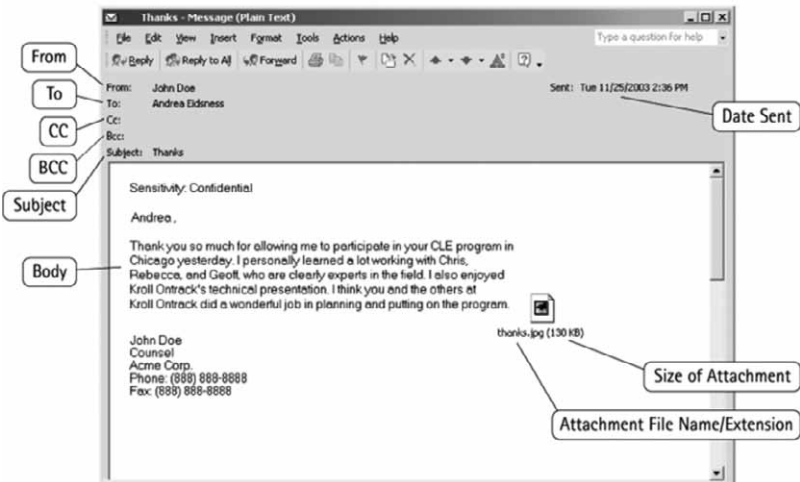 Thanks - Message (Plain Text)
File Edit View Insert Format Tools Actions Help Type a question for help
Reply Reply to All Forward
From: John Doe Sent: Tue 11/25/2003 2:36 PM
To: Andrea Eidsness
Cc:
Bcc:
Subject: Thanks
From
To
CC
BCC
Subject
Body
Date Sent
Sensitivity: Confidential
Andrea,
Thank you so much for allowing me to participate in your CLE program in
Chicago yesterday. I personally learned a lot working with Chris,
Rebecca, and Geoff, who are clearly experts in the field. I also enjoyed
Kroll Ontrack's technical presentation. I think you and the others at
Kroll Ontrack did a wonderful job in planning and putting on the program.
thanks.jpg (130 KB)
John Doe
Counsel
Acme Corp.
Phone: (888) 888-8888
Fax: (888) 888-8888
Size of Attachment
Attachment File Name/Extension